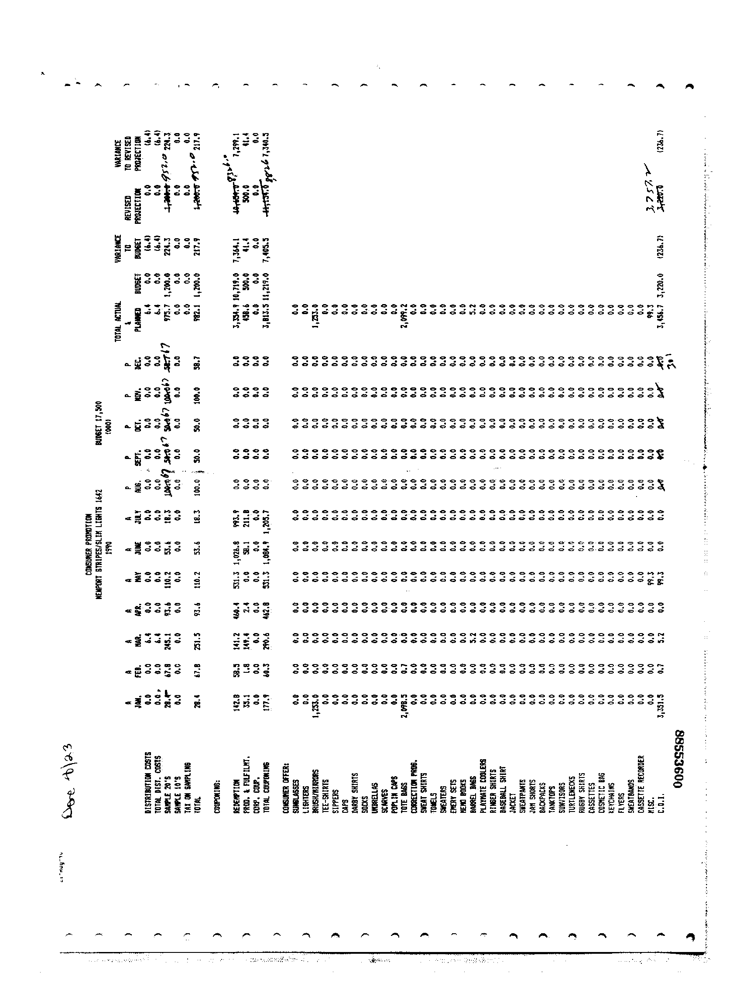 Done 8/23
CONSUMER PROMOTION
NEWPORT STRIPES/SLIM LIGHTS 1642
1990
BUDGET 17,500
(000)
A A A A A A A P P P P P TOTAL ACTUAL & VARIANCE TO REVISED VARIANCE TO REVISED
JAN. FEB. MAR. APR. MAY JUNE JULY AUG. SEPT. OCT. NOV. DEC. PLANNED BUDGET BUDGET PROJECTION PROJECTION
DISTRIBUTION COSTS 0.0 0.0 6.4 0.0 0.0 0.0 0.0 0.0 0.0 0.0 0.0 0.0 6.4 0.0 (6.4) 0.0 (6.4)
TOTAL DIST. COSTS 0.0 0.0 6.4 0.0 0.0 0.0 0.0 0.0 0.0 0.0 0.0 0.0 6.4 0.0 (6.4) 0.0 (6.4)
SAMPLE 20'S 28.4 67.8 245.1 93.6 110.2 53.6 18.3 67 67 67 67 67 975.7 1,200.0 224.3 952.0 224.3
SAMPLE 10'S 0.0 0.0 0.0 0.0 0.0 0.0 0.0 0.0 0.0 0.0 0.0 0.0 0.0 0.0 0.0 0.0 0.0
TAX ON SAMPLING 0.0 0.0 0.0 0.0
TOTAL 28.4 67.8 251.5 93.6 110.2 53.6 18.3 100.0 50.0 50.0 100.0 58.7 982.1 1,200.0 217.9 952.0 217.9
COUPONING:
REDEMPTION 142.8 58.5 141.2 460.4 531.3 1,026.8 993.9 0.0 0.0 0.0 0.0 0.0 3,354.9 10,719.0 7,364.1 8326.0 7,299.1
PROD. & FULFILMT. 35.1 1.8 149.4 2.4 0.0 58.1 211.8 0.0 0.0 0.0 0.0 0.0 458.6 500.0 41.4 500.0 41.4
COMP. COUP. 0.0 0.0 0.0 0.0 0.0 0.0 0.0 0.0 0.0 0.0 0.0 0.0 0.0 0.0
TOTAL COUPONING 177.9 60.3 290.6 462.8 531.3 1,084.9 1,205.7 0.0 0.0 0.0 0.0 0.0 3,813.5 11,219.0 7,405.5 8826 7,340.5
CONSUMER OFFER:
SUNGLASSES 0.0 0.0 0.0 0.0 0.0 0.0 0.0 0.0 0.0 0.0 0.0 0.0 0.0
LIGHTERS 0.0 0.0 0.0 0.0 0.0 0.0 0.0 0.0 0.0 0.0 0.0 0.0 0.0
BRUSH/MIRRORS 1,253.0 0.0 0.0 0.0 0.0 0.0 0.0 0.0 0.0 0.0 0.0 0.0 1,253.0
TEE-SHIRTS 0.0 0.0 0.0 0.0 0.0 0.0 0.0 0.0 0.0 0.0 0.0 0.0 0.0
SIPPERS 0.0 0.0 0.0 0.0 0.0 0.0 0.0 0.0 0.0 0.0 0.0 0.0 0.0
CAPS 0.0 0.0 0.0 0.0 0.0 0.0 0.0 0.0 0.0 0.0 0.0 0.0 0.0
DARBY SHIRTS 0.0 0.0 0.0 0.0 0.0 0.0 0.0 0.0 0.0 0.0 0.0 0.0 0.0
SOCKS 0.0 0.0 0.0 0.0 0.0 0.0 0.0 0.0 0.0 0.0 0.0 0.0 0.0
UMBRELLAS 0.0 0.0 0.0 0.0 0.0 0.0 0.0 0.0 0.0 0.0 0.0 0.0 0.0
SCARVES 0.0 0.0 0.0 0.0 0.0 0.0 0.0 0.0 0.0 0.0 0.0 0.0 0.0
POPLIN CAPS 0.0 0.0 0.0 0.0 0.0 0.0 0.0 0.0 0.0 0.0 0.0 0.0 0.0
TOTE BAGS 2,098.5 0.7 0.0 0.0 0.0 0.0 0.0 0.0 0.0 0.0 0.0 0.0 2,099.2
CORRECTION PROG. 0.0 0.0 0.0 0.0 0.0 0.0 0.0 0.0 0.0 0.0 0.0 0.0 0.0
SWEAT SHIRTS 0.0 0.0 0.0 0.0 0.0 0.0 0.0 0.0 0.0 0.0 0.0 0.0 0.0
TOWELS 0.0 0.0 0.0 0.0 0.0 0.0 0.0 0.0 0.0 0.0 0.0 0.0 0.0
SWEATERS 0.0 0.0 0.0 0.0 0.0 0.0 0.0 0.0 0.0 0.0 0.0 0.0 0.0
EMERY SETS 0.0 0.0 0.0 0.0 0.0 0.0 0.0 0.0 0.0 0.0 0.0 0.0 0.0
MEMO BOOKS 0.0 0.0 0.0 0.0 0.0 0.0 0.0 0.0 0.0 0.0 0.0 0.0 0.0
BARREL BAGS 0.0 0.0 5.2 0.0 0.0 0.0 0.0 0.0 0.0 0.0 0.0 0.0 5.2
PLAYMATE COOLERS 0.0 0.0 0.0 0.0 0.0 0.0 0.0 0.0 0.0 0.0 0.0 0.0 0.0
RINGER SHIRTS 0.0 0.0 0.0 0.0 0.0 0.0 0.0 0.0 0.0 0.0 0.0 0.0 0.0
BASEBALL SHIRT 0.0 0.0 0.0 0.0 0.0 0.0 0.0 0.0 0.0 0.0 0.0 0.0 0.0
JACKET 0.0 0.0 0.0 0.0 0.0 0.0 0.0 0.0 0.0 0.0 0.0 0.0 0.0
SWEATPANTS 0.0 0.0 0.0 0.0 0.0 0.0 0.0 0.0 0.0 0.0 0.0 0.0 0.0
JAM SHORTS 0.0 0.0 0.0 0.0 0.0 0.0 0.0 0.0 0.0 0.0 0.0 0.0 0.0
BACKPACKS 0.0 0.0 0.0 0.0 0.0 0.0 0.0 0.0 0.0 0.0 0.0 0.0 0.0
TANKTOPS 0.0 0.0 0.0 0.0 0.0 0.0 0.0 0.0 0.0 0.0 0.0 0.0 0.0
SUNVISORS 0.0 0.0 0.0 0.0 0.0 0.0 0.0 0.0 0.0 0.0 0.0 0.0 0.0
TURTLENECKS 0.0 0.0 0.0 0.0 0.0 0.0 0.0 0.0 0.0 0.0 0.0 0.0 0.0
RUGBY SHIRTS 0.0 0.0 0.0 0.0 0.0 0.0 0.0 0.0 0.0 0.0 0.0 0.0 0.0
CASSETTES 0.0 0.0 0.0 0.0 0.0 0.0 0.0 0.0 0.0 0.0 0.0 0.0 0.0
COSMETIC BAG 0.0 0.0 0.0 0.0 0.0 0.0 0.0 0.0 0.0 0.0 0.0 0.0 0.0
KEYCHAINS 0.0 0.0 0.0 0.0 0.0 0.0 0.0 0.0 0.0 0.0 0.0 0.0 0.0
FLYERS 0.0 0.0 0.0 0.0 0.0 0.0 0.0 0.0 0.0 0.0 0.0 0.0 0.0
SWEATBANDS 0.0 0.0 0.0 0.0 0.0 0.0 0.0 0.0 0.0 0.0 0.0 0.0 0.0
CASSETTE RECORDER 0.0 0.0 0.0 0.0 0.0 0.0 0.0 0.0 0.0 0.0 0.0 0.0 0.0
MISC. 0.0 0.0 0.0 0.0 99.3 0.0 0.0 0.0 0.0 0.0 0.0 0.0 99.3 3757.2
C.O.I. 3,351.5 0.7 5.2 0.0 99.3 0.0 0.0 301 3,456.7 3,220.0 (236.7) (236.7)
88553600